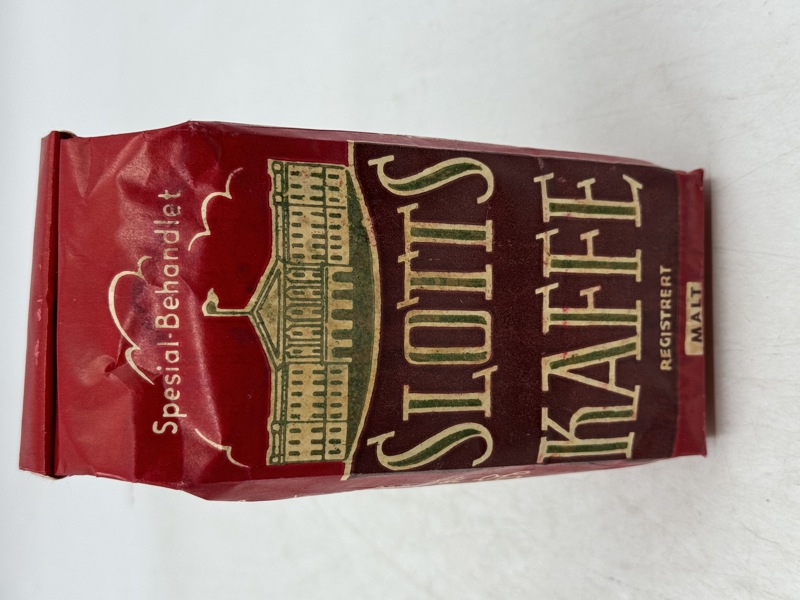 Spesial-Behandlet
SLOTTS
KAFFE
REGISTRERT
MALT